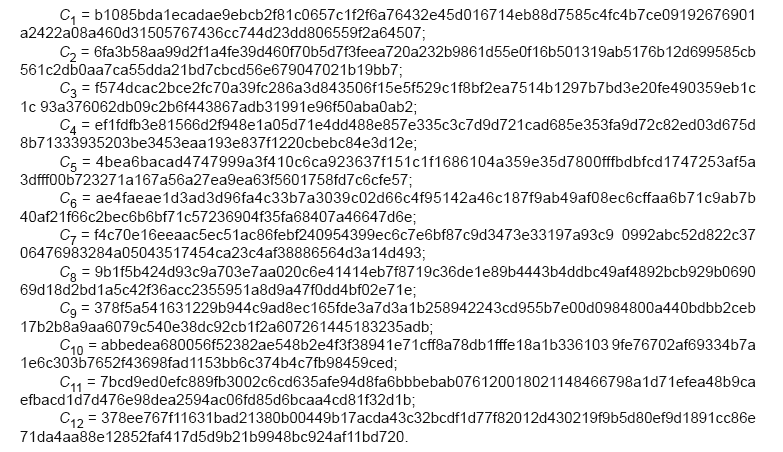 C1 = b1085bda1ecadae9ebcb2f81c0657c1f2f6a76432e45d016714eb88d7585c4fc4b7ce09192676901
a2422a08a460d31505767436cc744d23dd806559f2a64507;
C2 = 6fa3b58aa99d2f1a4fe39d460f70b5d7f3feea720a232b9861d55e0f16b501319ab5176b12d699585cb
561c2db0aa7ca55dda21bd7cbcd56e679047021b19bb7;
C3 = f574dcac2bce2fc70a39fc286a3d843506f15e5f529c1f8bf2ea7514b1297b7bd3e20fe490359eb1c
1c 93a376062db09c2b6f443867adb31991e96f50aba0ab2;
C4 = ef1fdfb3e81566d2f948e1a05d71e4dd488e857e335c3c7d9d721cad685e353fa9d72c82ed03d675d
8b71333935203be3453eaa193e837f1220cbebc84e3d12e;
C5 = 4bea6bacad4747999a3f410c6ca923637f151c1f1686104a359e35d7800fffbdbfcd1747253af5a
3dfff00b723271a167a56a27ea9ea63f5601758fd7c6cfe57;
C6 = ae4faeae1d3ad3d96fa4c33b7a3039c02d66c4f95142a46c187f9ab49af08ec6cffaa6b71c9ab7b
40af21f66c2bec6b6bf71c57236904f35fa68407a46647d6e;
C7 = f4c70e16eeaac5ec51ac86febf240954399ec6c7e6bf87c9d3473e33197a93c9 0992abc52d822c37
06476983284a05043517454ca23c4af38886564d3a14d493;
C8 = 9b1f5b424d93c9a703e7aa020c6e41414eb7f8719c36de1e89b4443b4ddbc49af4892bcb929b0690
69d18d2bd1a5c42f36acc2355951a8d9a47f0dd4bf02e71e;
C9 = 378f5a541631229b944c9ad8ec165fde3a7d3a1b258942243cd955b7e00d0984800a440bdbb2ceb
17b2b8a9aa6079c540e38dc92cb1f2a607261445183235adb;
C10 = abbedea680056f52382ae548b2e4f3f38941e71cff8a78db1fffe18a1b336103 9fe76702af69334b7a
1e6c303b7652f43698fad1153bb6c374b4c7fb98459ced;
C11 = 7bcd9ed0efc889fb3002c6cd635afe94d8fa6bbbebab076120018021148466798a1d71efea48b9ca
efbacd1d7d476e98dea2594ac06fd85d6bcaa4cd81f32d1b;
C12 = 378ee767f11631bad21380b00449b17acda43c32bcdf1d77f82012d430219f9b5d80ef9d1891cc86e
71da4aa88e12852faf417d5d9b21b9948bc924af11bd720.